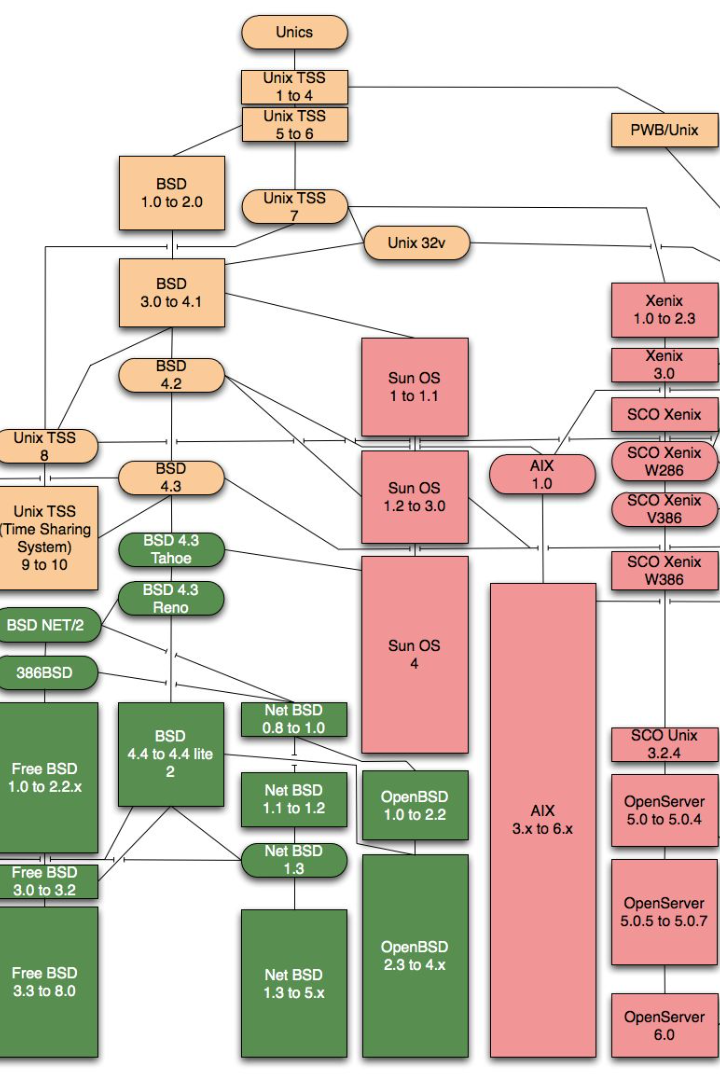 Unics
Unix TSS
1 to 4
Unix TSS
5 to 6
PWB/Unix
BSD
1.0 to 2.0
Unix TSS
7
Unix 32v
BSD
3.0 to 4.1
Xenix
1.0 to 2.3
Sun OS
1 to 1.1
Xenix
3.0
BSD
4.2
SCO Xenix
Unix TSS
8
SCO Xenix
W286
BSD
4.3
AIX
1.0
Sun OS
1.2 to 3.0
Unix TSS
(Time Sharing
System)
9 to 10
SCO Xenix
V386
BSD 4.3
Tahoe
SCO Xenix
W386
BSD 4.3
Reno
BSD NET/2
Sun OS
4
386BSD
Net BSD
0.8 to 1.0
BSD
4.4 to 4.4 lite
2
SCO Unix
3.2.4
Free BSD
1.0 to 2.2.x
Net BSD
1.1 to 1.2
OpenBSD
1.0 to 2.2
OpenServer
5.0 to 5.0.4
AIX
3.x to 6.x
Net BSD
1.3
Free BSD
3.0 to 3.2
OpenServer
5.0.5 to 5.0.7
OpenBSD
2.3 to 4.x
Free BSD
3.3 to 8.0
Net BSD
1.3 to 5.x
OpenServer
6.0